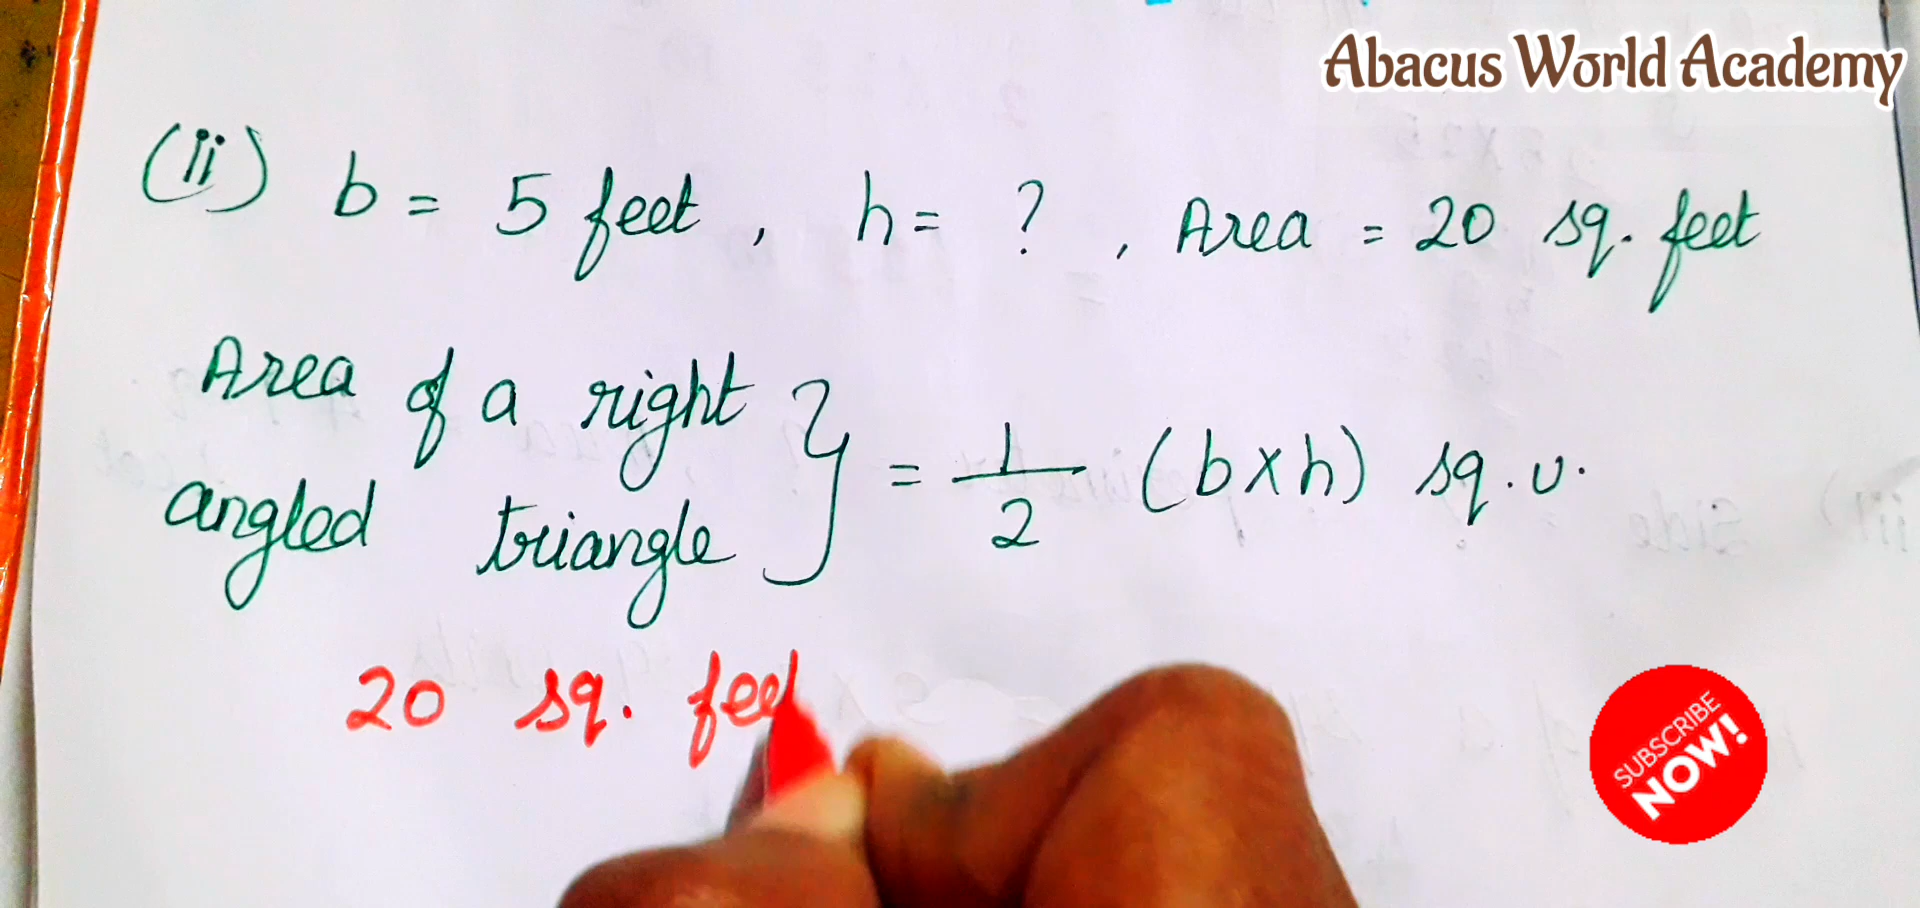 Abacus World Academy
(ii) b = 5 feet, h = ?, Area = 20 sq. feet
Area of a right
angled triangle } = 1/2 (b×h) sq.u.
20 sq. feet
SUBSCRIBE
NOW!